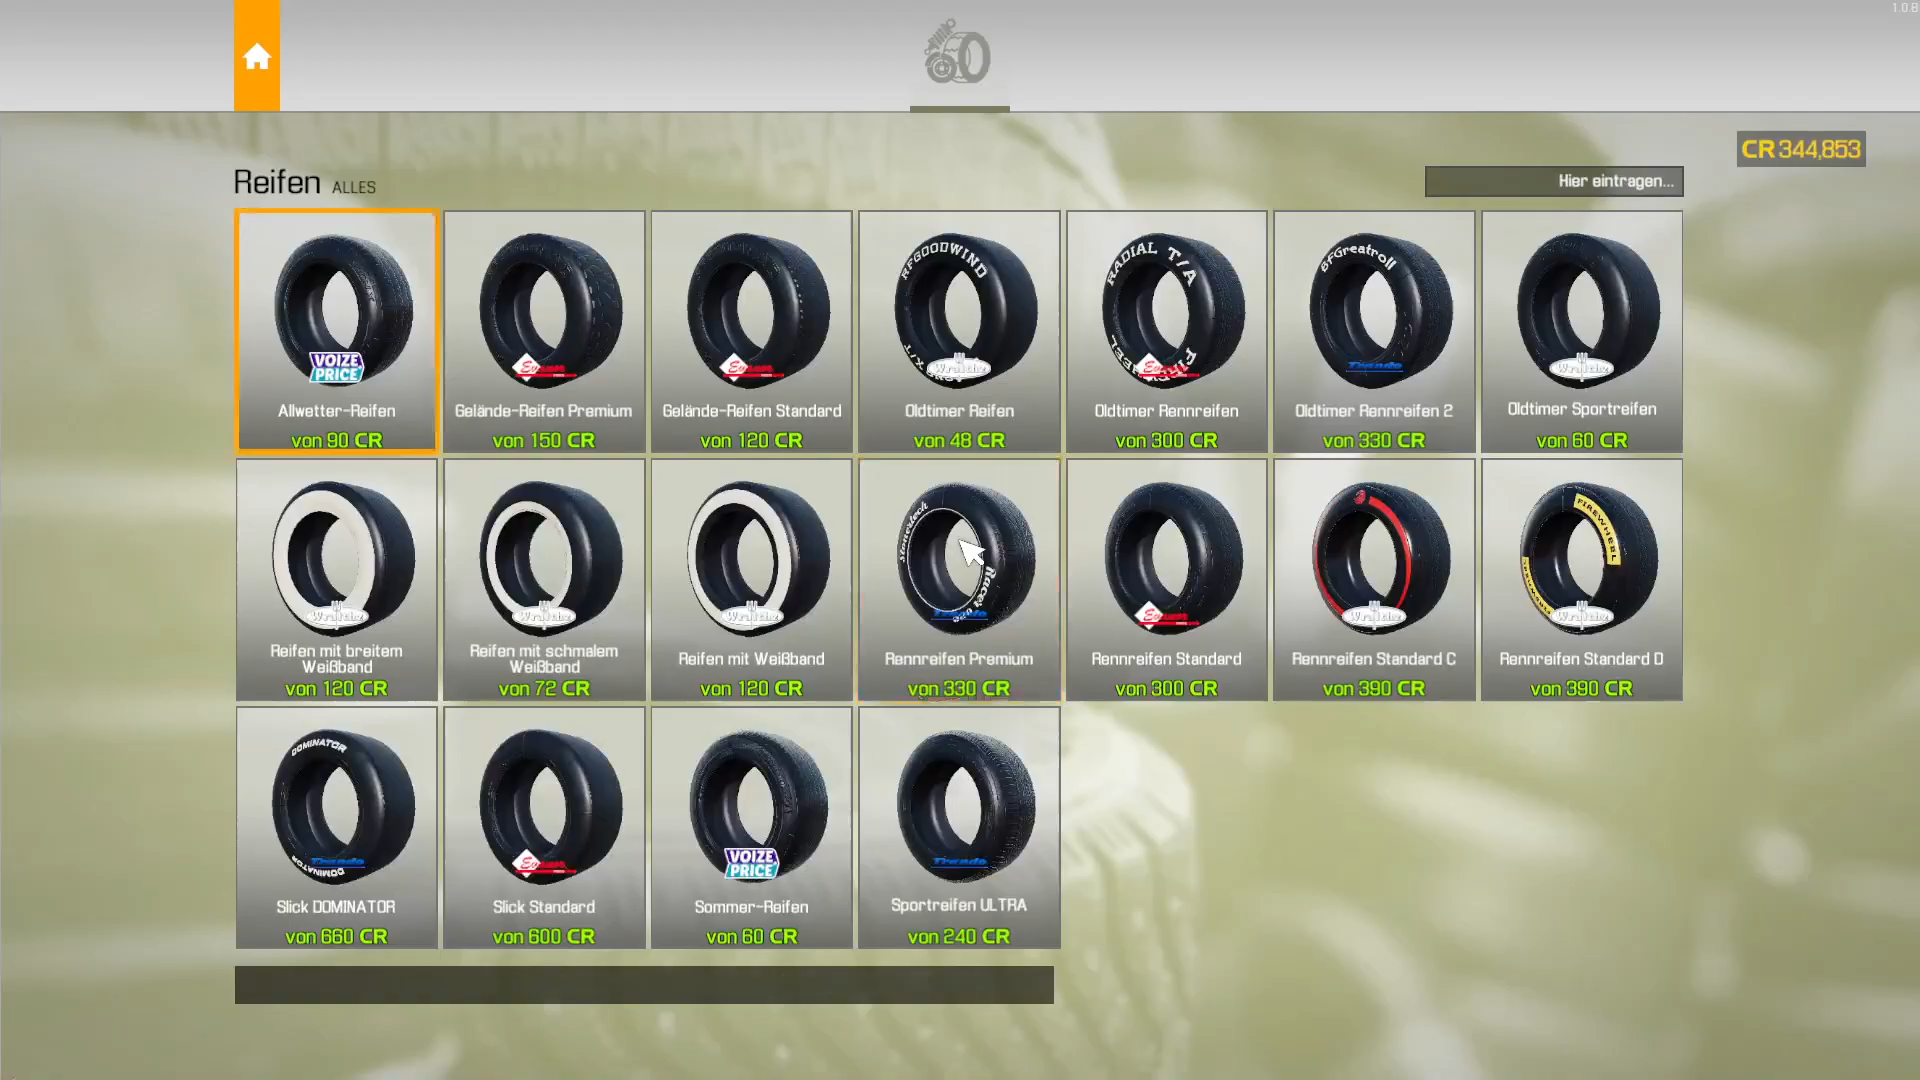 1.0.8
CR 344,853
Reifen ALLES
Hier eintragen...
RFGOODWIND
RADIAL T/A
BFGreatroll
VOIZE
PRICE
Allwetter-Reifen
von 90 CR
Gelände-Reifen Premium
von 150 CR
Gelände-Reifen Standard
von 120 CR
Oldtimer Reifen
von 48 CR
Oldtimer Rennreifen
von 300 CR
Oldtimer Rennreifen 2
von 330 CR
Oldtimer Sportreifen
von 60 CR
FIREWHEEL
Racer
Reifen mit breitem
Weißband
von 120 CR
Reifen mit schmalem
Weißband
von 72 CR
Reifen mit Weißband
von 120 CR
Rennreifen Premium
von 330 CR
Rennreifen Standard
von 300 CR
Rennreifen Standard C
von 390 CR
Rennreifen Standard D
von 390 CR
DOMINATOR
DOMINATOR
VOIZE
PRICE
Slick DOMINATOR
von 660 CR
Slick Standard
von 600 CR
Sommer-Reifen
von 60 CR
Sportreifen ULTRA
von 240 CR